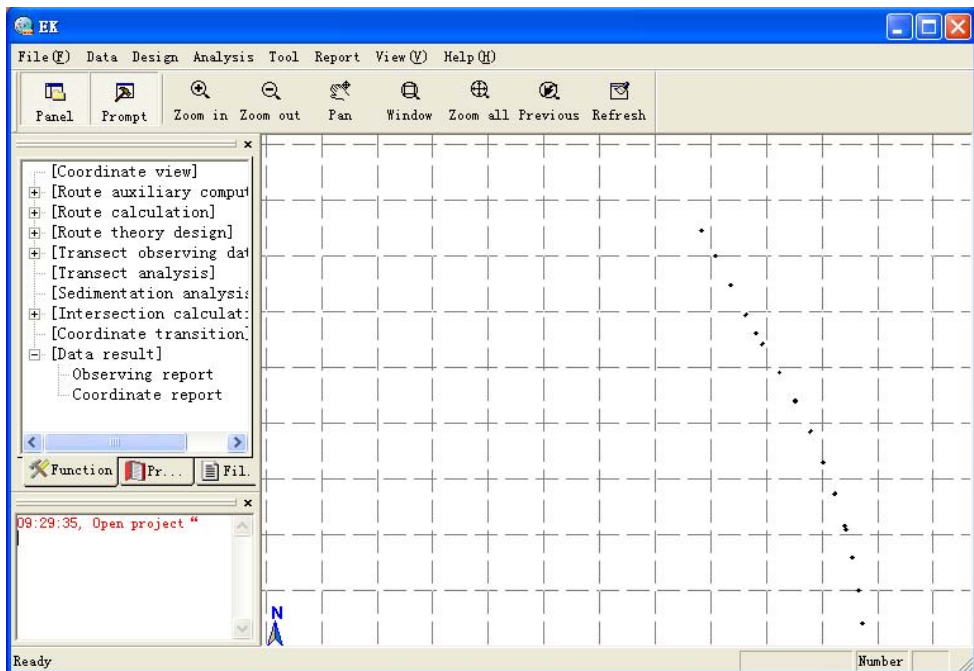 EK
File(F) Data Design Analysis Tool Report View(V) Help(H)
Panel Prompt Zoom in Zoom out Pan Window Zoom all Previous Refresh
[Coordinate view]
[Route auxiliary comput
[Route calculation]
[Route theory design]
[Transect observing dat
[Transect analysis]
[Sedimentation analysis
[Intersection calculat
[Coordinate transition]
[Data result]
Observing report
Coordinate report
Function Pr... Fil.
09:29:35, Open project “
N
Ready Number